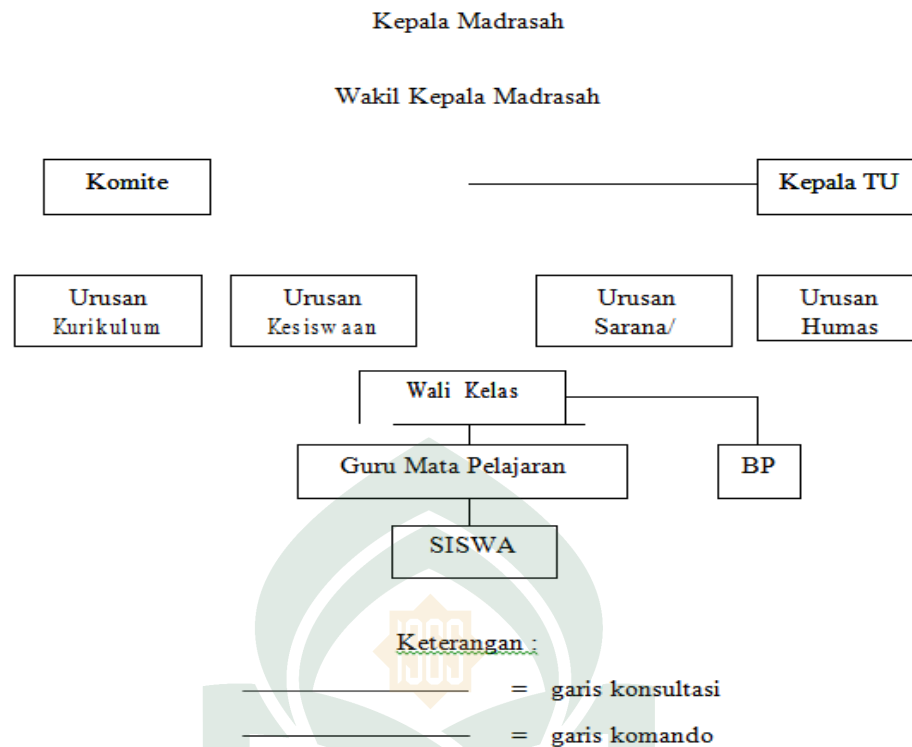 Kepala Madrasah
Wakil Kepala Madrasah
Komite
Kepala TU
Urusan
Kurikulum
Urusan
Kesiswaan
Urusan
Sarana/
Urusan
Humas
Wali Kelas
Guru Mata Pelajaran
BP
SISWA
1303
Keterangan :
= garis konsultasi
= garis komando